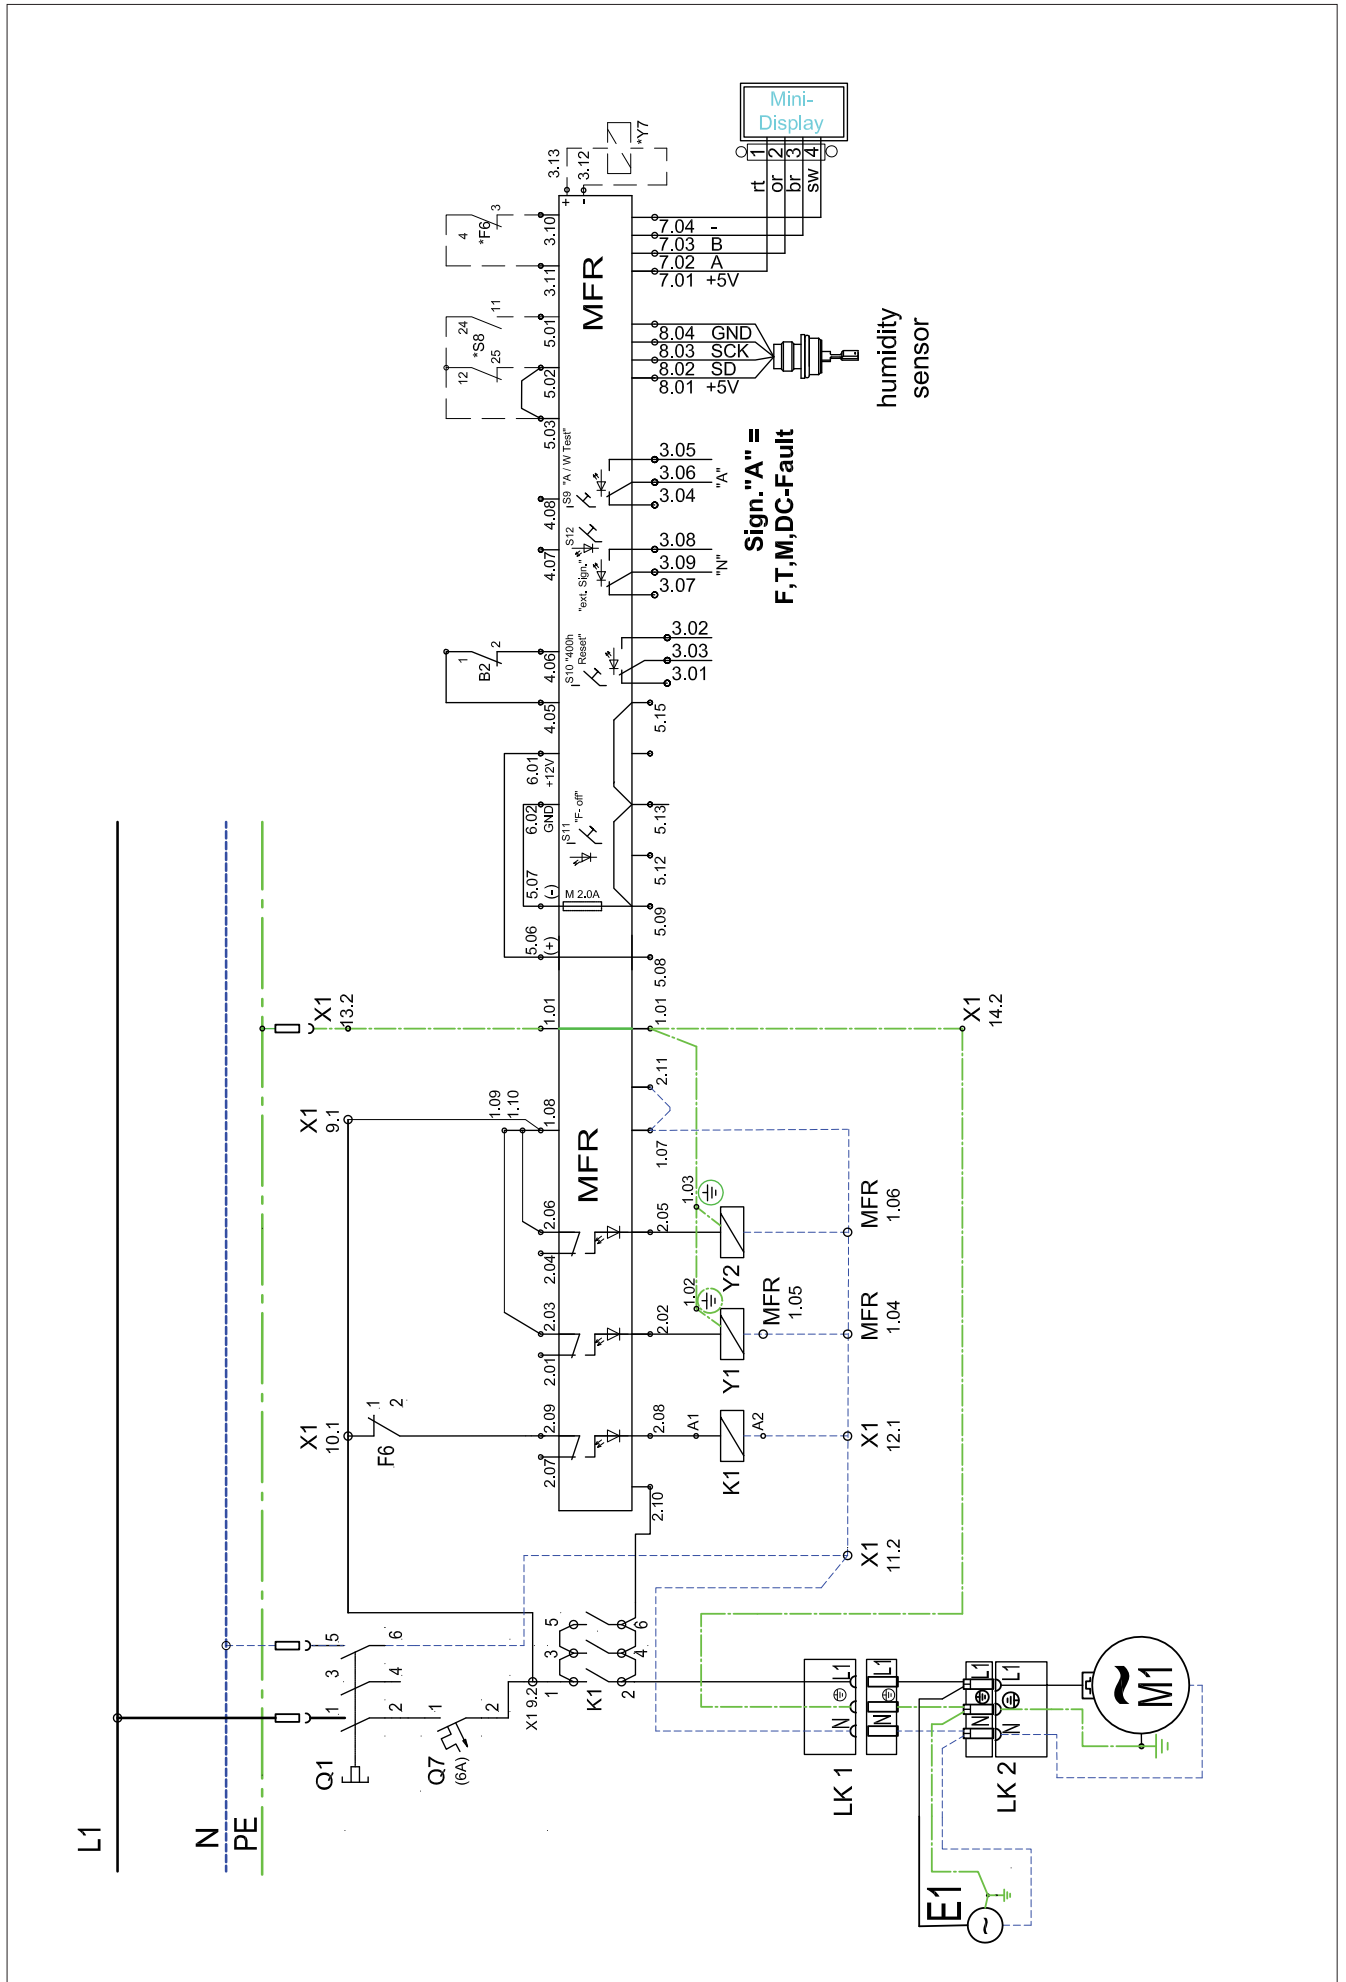 Mini-
Display
1
2
3
4
rt
or
br
sw
*Y7
3.13
3.12
+
-
3
4
*F6
3.10
3.11
MFR
7.04 -
7.03 B
7.02 A
7.01 +5V
11
24
*S8
25
12
5.01
5.02
5.03
8.04 GND
8.03 SCK
8.02 SD
8.01 +5V
humidity
sensor
S9 "A / W Test"
4.08
4.07
S12
"ext. Sign."
3.05
3.06
3.04
"A"
3.08
3.09
3.07
"N"
Sign."A" =
F,T,M,DC-Fault
1
2
B2
4.06
4.05
S10 "400h
Reset"
3.02
3.03
3.01
5.15
6.01
+12V
6.02
GND
S11
"F- off"
5.13
5.12
5.07
(-)
M 2.0A
5.09
5.06
(+)
5.08
X1
13.2
1.01
1.01
X1
14.2
X1
9.1
1.09
1.10
1.08
MFR
2.11
1.07
2.06
2.04
2.05
1.03
Y2
MFR
1.06
2.03
2.01
2.02
1.02
Y1
MFR
1.05
MFR
1.04
X1
10.1
1
2
F6
2.09
2.07
2.08
A1
A2
K1
X1
12.1
2.10
X1
11.2
5
6
3
4
1
2
Q1
1
2
Q7
(6A)
X1 9.2
5
6
3
4
1
2
K1
L1
N
L1
N
LK 1
L1
N
L1
N
LK 2
M1
E1
L1
N
PE